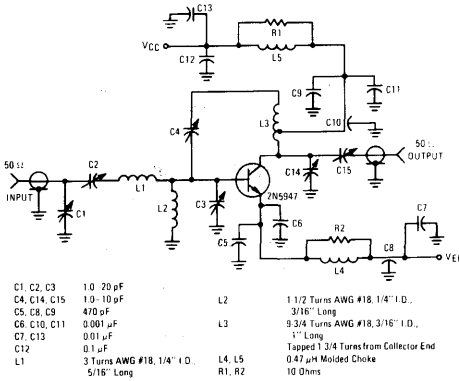 C13
R1
VCC
L5
C12
C9
C11
C10
C4
L3
50 Ω
INPUT
C2
L1
C1
L2
C3
2N5947
C14
C15
50 Ω
OUTPUT
C6
C5
R2
L4
C7
C8
C1, C2, C3 1.0-20 pF
C4, C14, C15 1.0-10 pF
C5, C8, C9 470 pF
C6, C10, C11 0.001 µF
C7, C13 0.01 µF
C12 0.1 µF
L1 3 Turns AWG #18, 1/4" I.D.,
5/16" Long
L2 1-1/2 Turns AWG #18, 1/4" I.D.,
3/16" Long
L3 9-3/4 Turns AWG #18, 3/16" I.D.,
1" Long
Tapped 1 3/4 Turns from Collector End
L4, L5 0.47 µH Molded Choke
R1, R2 10 Ohms